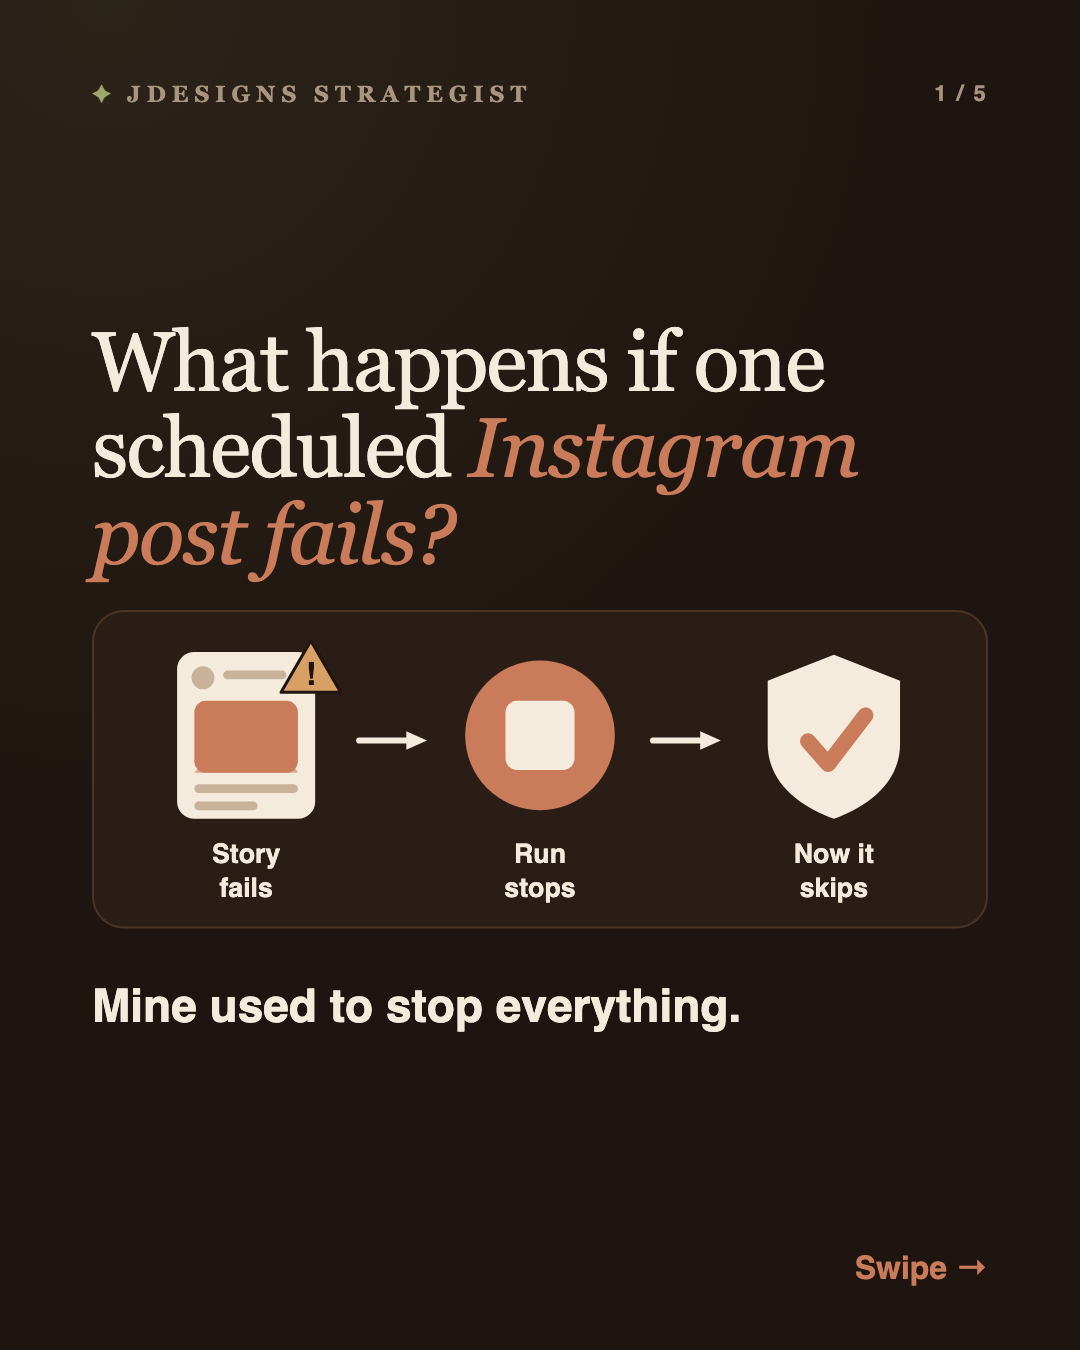 JDESIGNS STRATEGIST
1 / 5
What happens if one
scheduled Instagram
post fails?
!
Story
fails
Run
stops
Now it
skips
Mine used to stop everything.
Swipe →